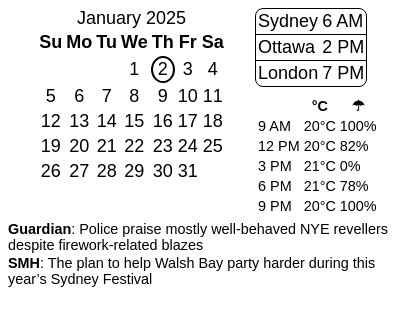 January 2025
Su Mo Tu We Th Fr Sa
1 2 3 4
5 6 7 8 9 10 11
12 13 14 15 16 17 18
19 20 21 22 23 24 25
26 27 28 29 30 31
Sydney 6 AM
Ottawa 2 PM
London 7 PM
°C ☂
9 AM 20°C 100%
12 PM 20°C 82%
3 PM 21°C 0%
6 PM 21°C 78%
9 PM 20°C 100%
Guardian: Police praise mostly well-behaved NYE revellers
despite firework-related blazes
SMH: The plan to help Walsh Bay party harder during this
year’s Sydney Festival